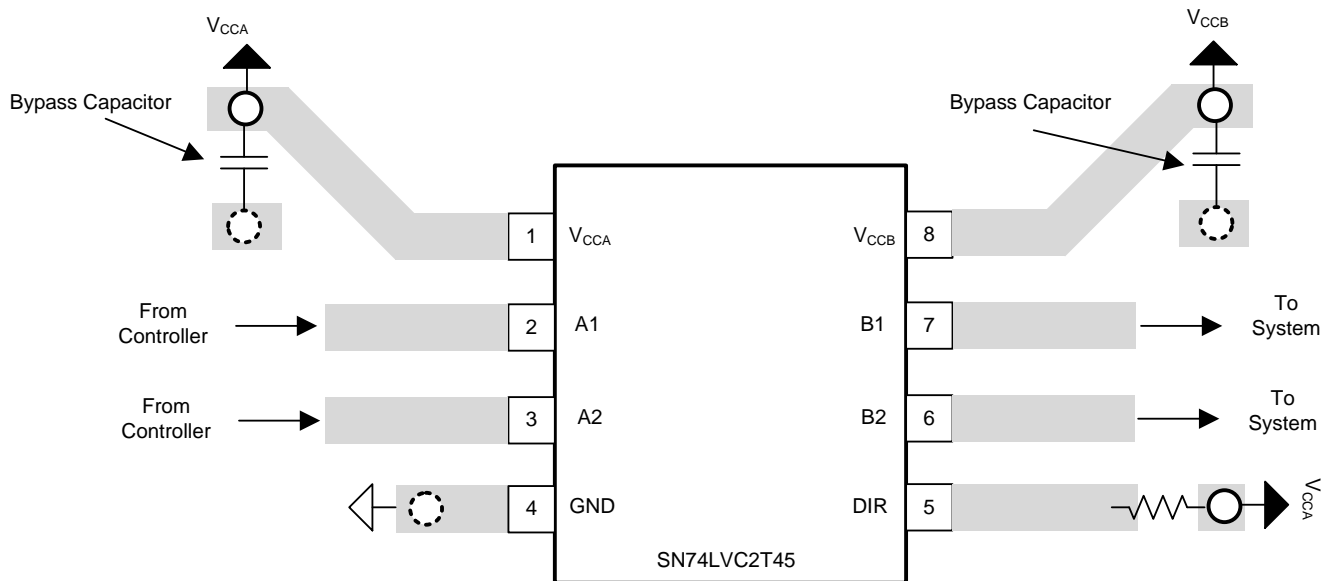 VCCA
VCCB
Bypass Capacitor
Bypass Capacitor
1
VCCA
VCCB
8
From
Controller
2
A1
B1
7
To
System
From
Controller
3
A2
B2
6
To
System
4
GND
DIR
5
VCCA
SN74LVC2T45